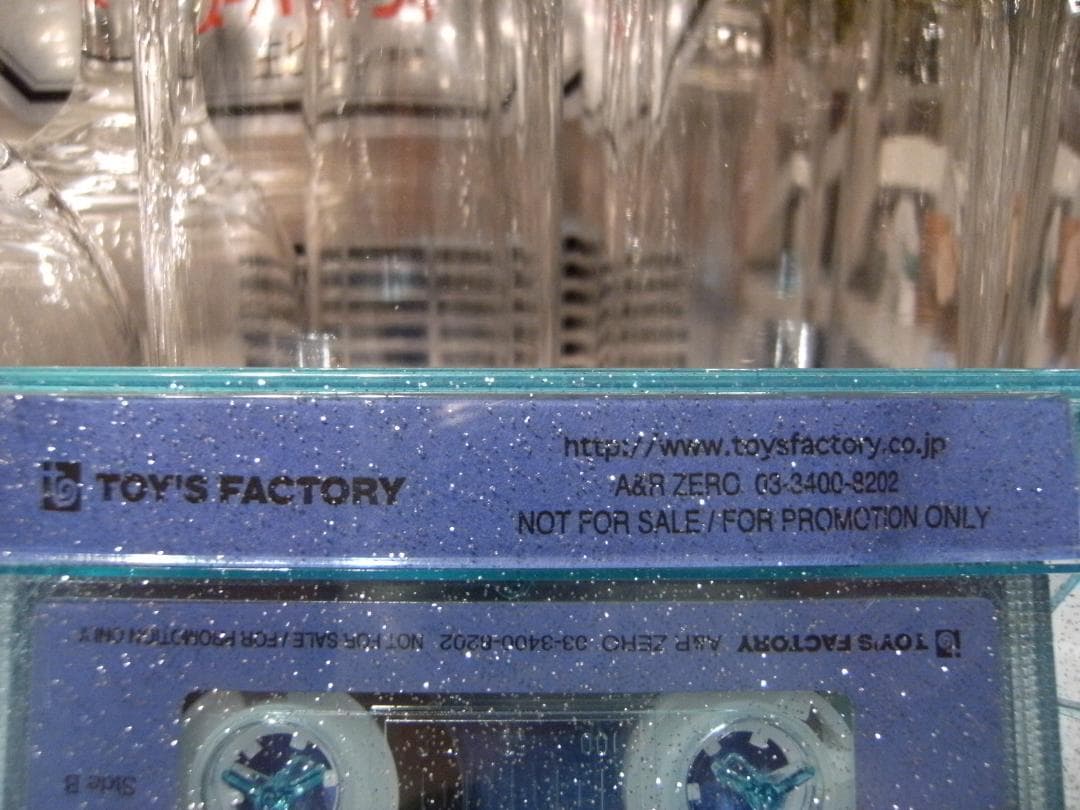 TOY'S FACTORY
http://www.toysfactory.co.jp
A&R ZERO 03-3400-8202
NOT FOR SALE / FOR PROMOTION ONLY
TOY'S FACTORY A&R ZERO 03-3400-8202 NOT FOR SALE / FOR PROMOTION ONLY
100
Side B